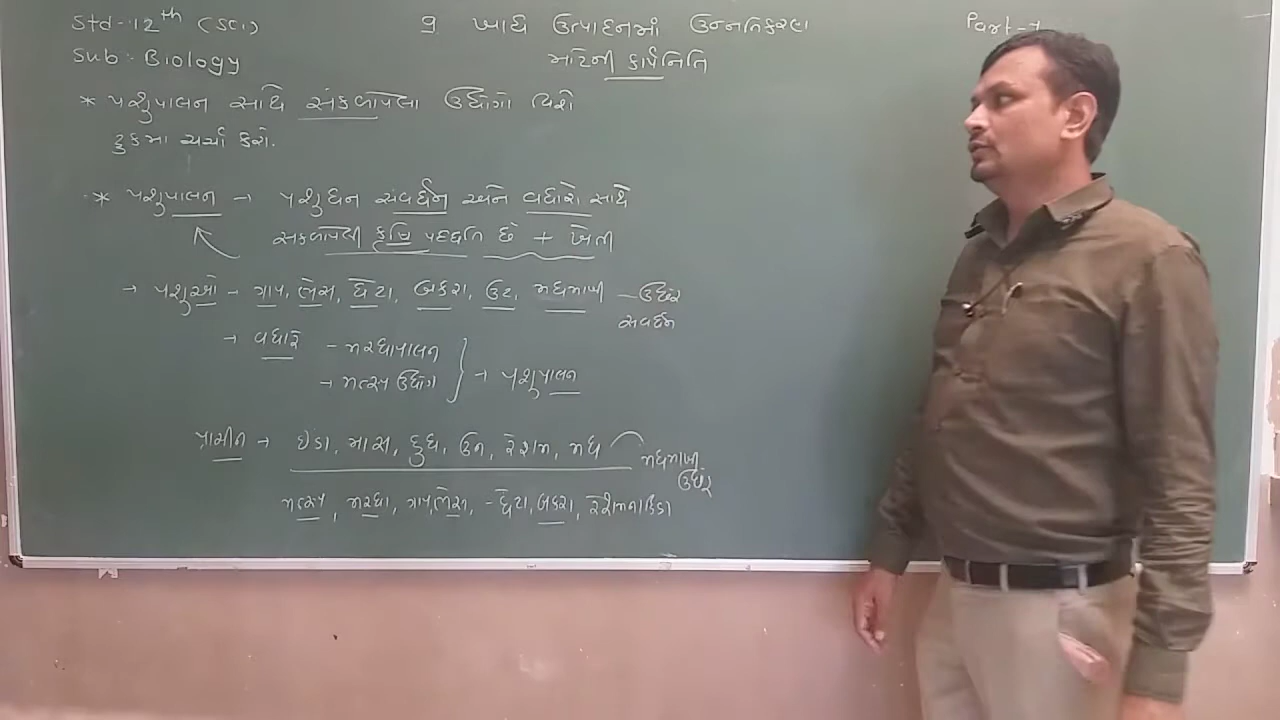 Std-12th (Sci)
Sub:- Biology
9. ખાદ્ય ઉત્પાદનમાં ઉન્નતિકરણ
માટેની કાર્યનિતિ
Part-1
* પશુપાલન સાથે સંકળાયેલા ઉદ્યોગો વિશે
ટુકમા ચર્ચા કરો.
* પશુપાલન → પશુધન સંવર્ધન અને વધારો સાથે
સંકળાયેલી કૃષિ પદ્ધતિ છે + ખેતી
→ પશુઓ - ગાય, ભેસ, ઘેટા, બકરા, ઉંટ, મધમાખી — ઉછેર
સંવર્ધન
→ વધારે - મરઘાપાલન
→ મત્સ્ય ઉદ્યોગ } → પશુપાલન
પ્રાચીન → ઇંડા, માસ, દુધ, ઉન, રેશમ, મધ
મધમાખી ઉછેર
મત્સ્ય, મરઘા, ગાય, ભેસ, - ઘેટા, બકરા, રેશમના કિડા